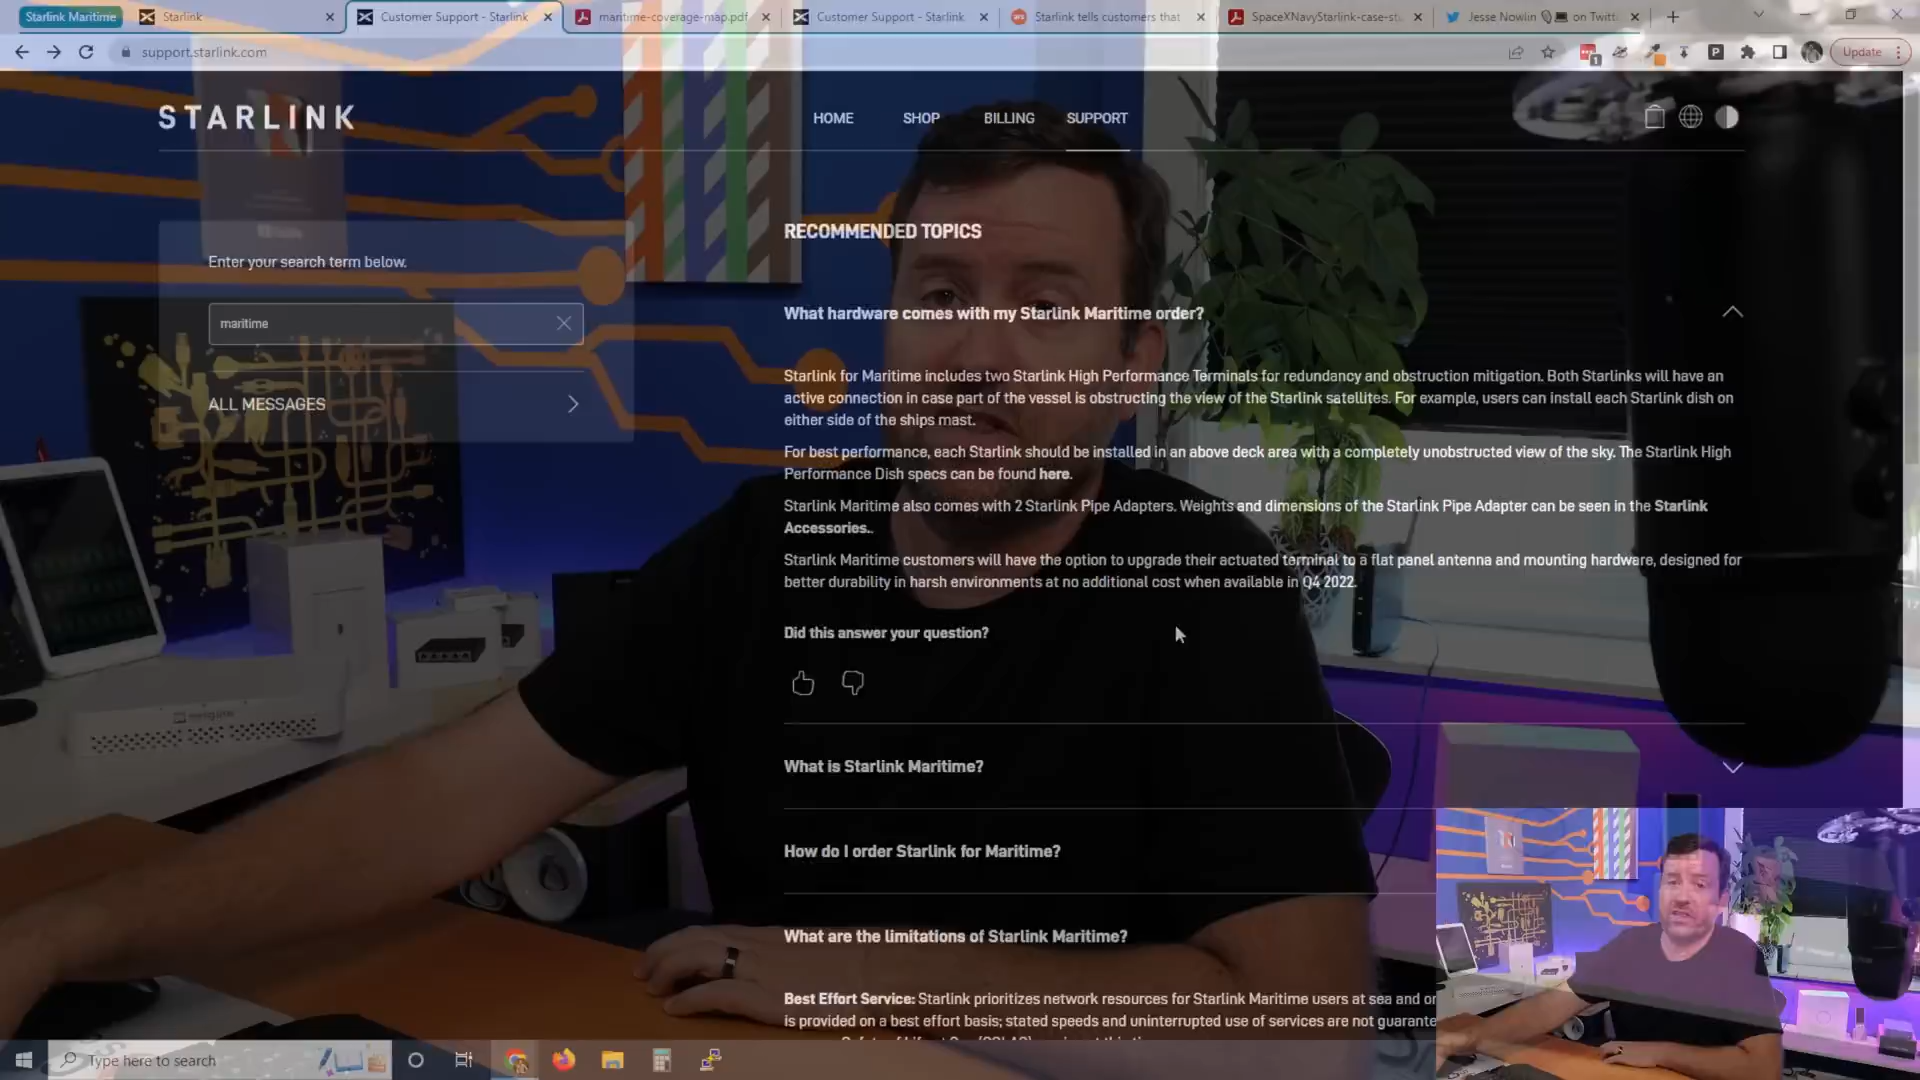 Starlink Maritime
Starlink
Customer Support - Starlink
maritime-coverage-map.pdf
Customer Support - Starlink
Starlink tells customers that
SpaceXNavyStarlink-case-st
Jesse Nowlin
on Twitt
support.starlink.com
Update
STARLINK
HOME
SHOP
BILLING
SUPPORT
Enter your search term below.
maritime
ALL MESSAGES
RECOMMENDED TOPICS
What hardware comes with my Starlink Maritime order?
Starlink for Maritime includes two Starlink High Performance Terminals for redundancy and obstruction mitigation. Both Starlinks will have an
active connection in case part of the vessel is obstructing the view of the Starlink satellites. For example, users can install each Starlink dish on
either side of the ships mast.
For best performance, each Starlink should be installed in an above deck area with a completely unobstructed view of the sky. The Starlink High
Performance Dish specs can be found here.
Starlink Maritime also comes with 2 Starlink Pipe Adapters. Weights and dimensions of the Starlink Pipe Adapter can be seen in the Starlink
Accessories..
Starlink Maritime customers will have the option to upgrade their actuated terminal to a flat panel antenna and mounting hardware, designed for
better durability in harsh environments at no additional cost when available in Q4 2022.
Did this answer your question?
What is Starlink Maritime?
How do I order Starlink for Maritime?
What are the limitations of Starlink Maritime?
Best Effort Service: Starlink prioritizes network resources for Starlink Maritime users at sea and or
is provided on a best effort basis; stated speeds and uninterrupted use of services are not guarante
Type here to search